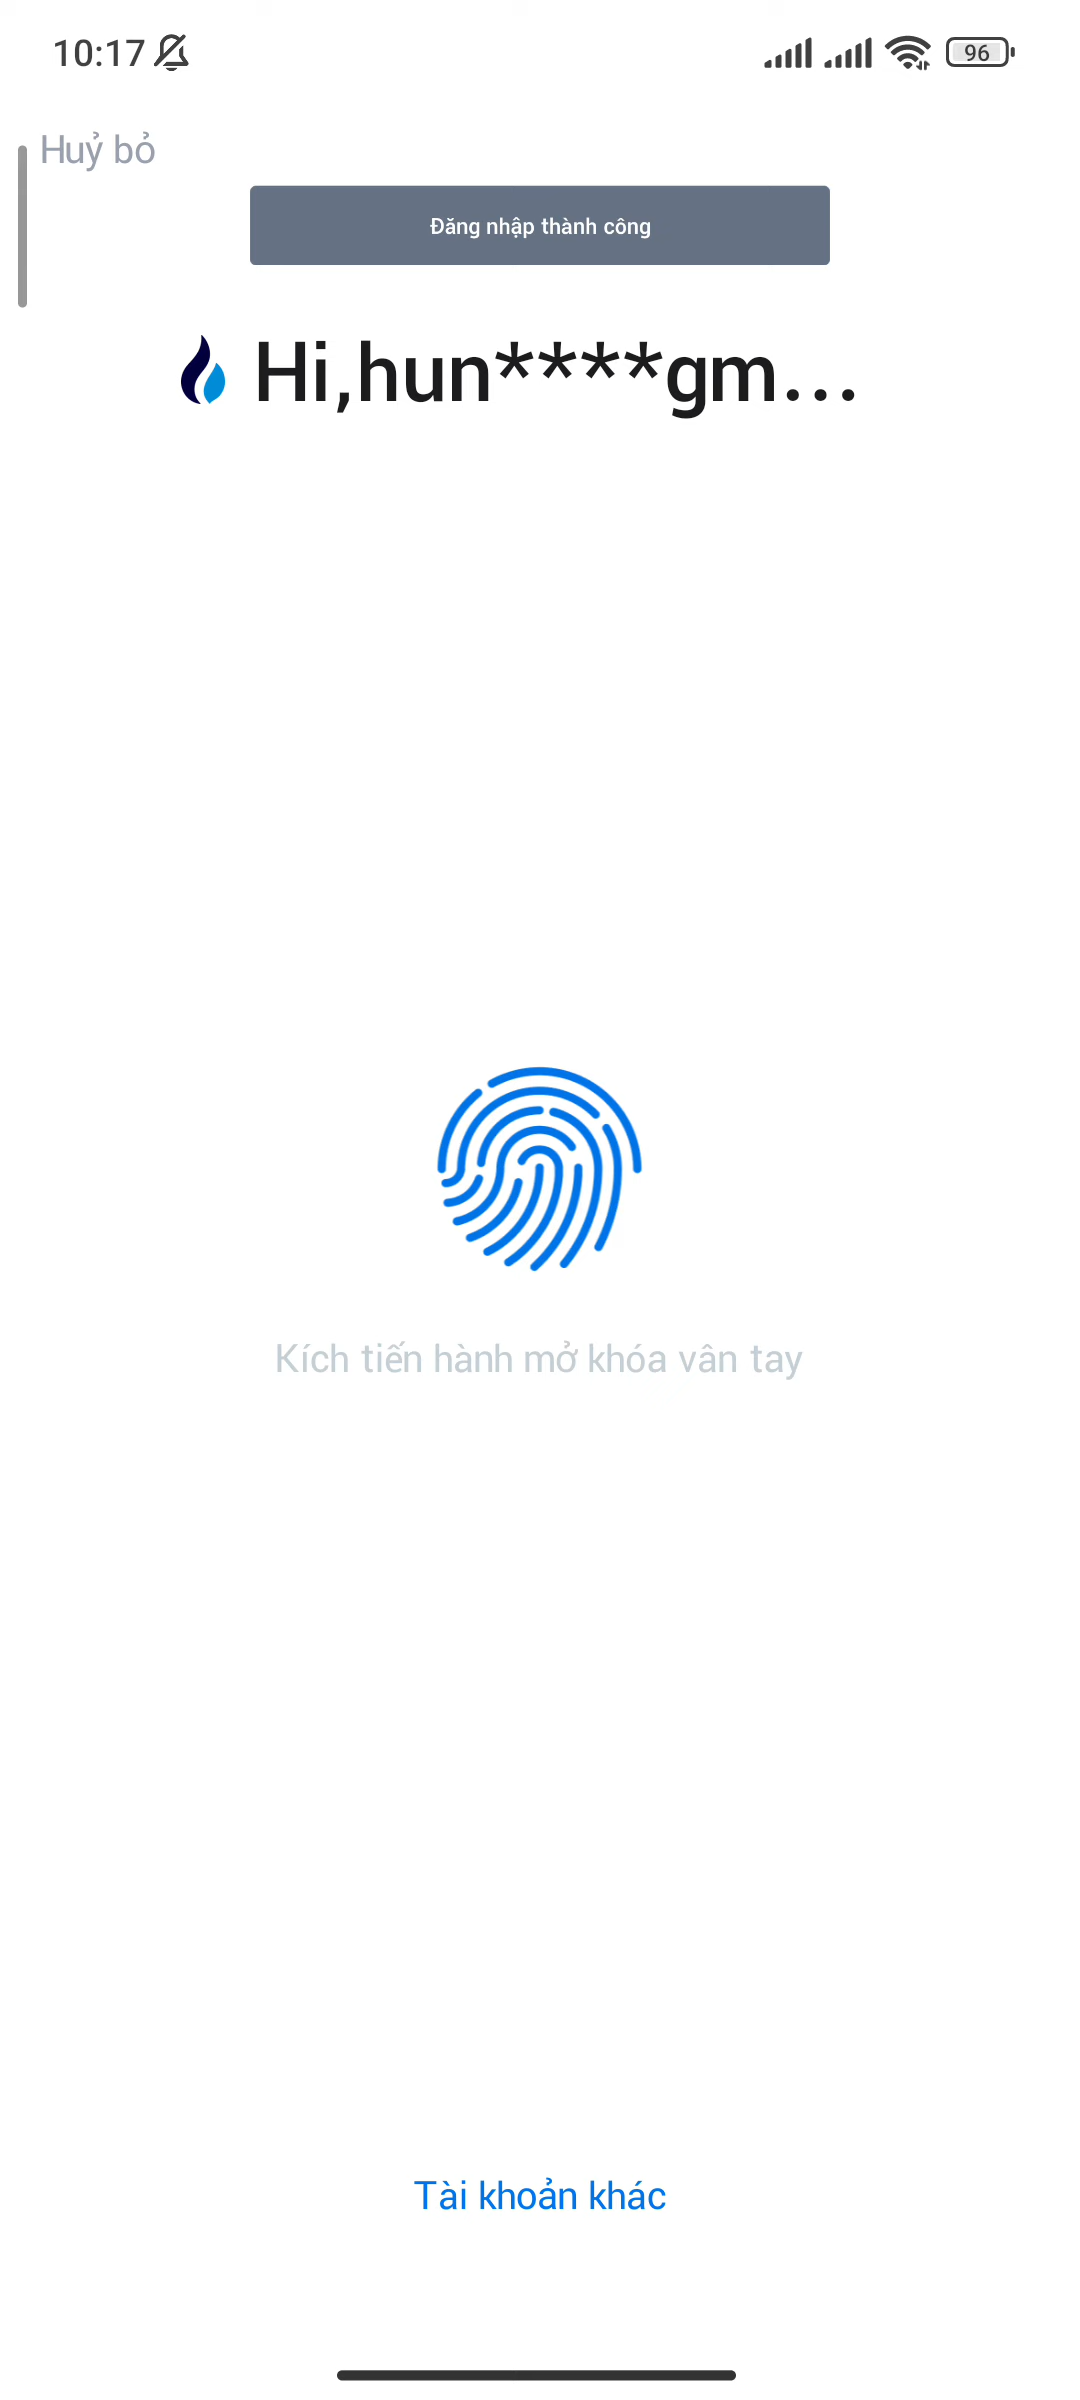 10:17
96
Huỷ bỏ
Đăng nhập thành công
Hi,hun****gm...
Kích tiến hành mở khóa vân tay
Tài khoản khác